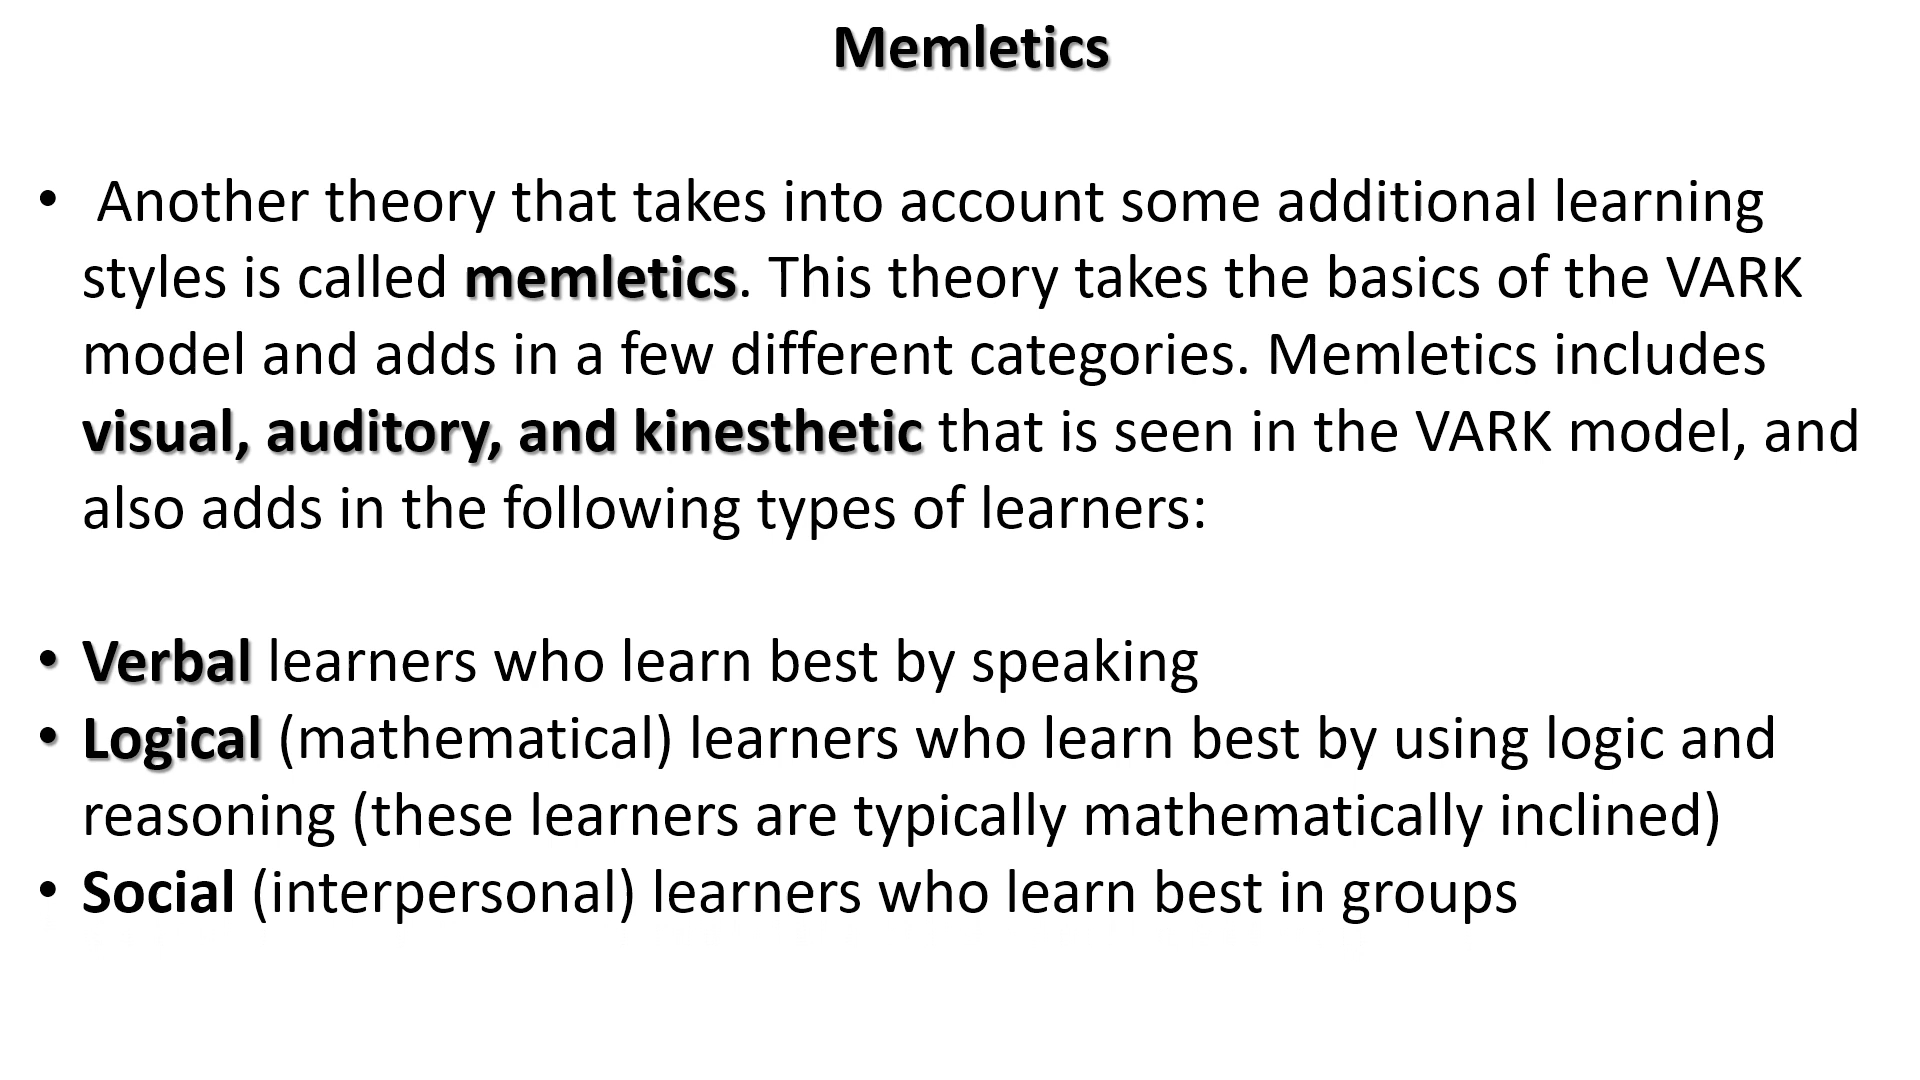 Memletics
• Another theory that takes into account some additional learning
styles is called memletics. This theory takes the basics of the VARK
model and adds in a few different categories. Memletics includes
visual, auditory, and kinesthetic that is seen in the VARK model, and
also adds in the following types of learners:
• Verbal learners who learn best by speaking
• Logical (mathematical) learners who learn best by using logic and
reasoning (these learners are typically mathematically inclined)
• Social (interpersonal) learners who learn best in groups